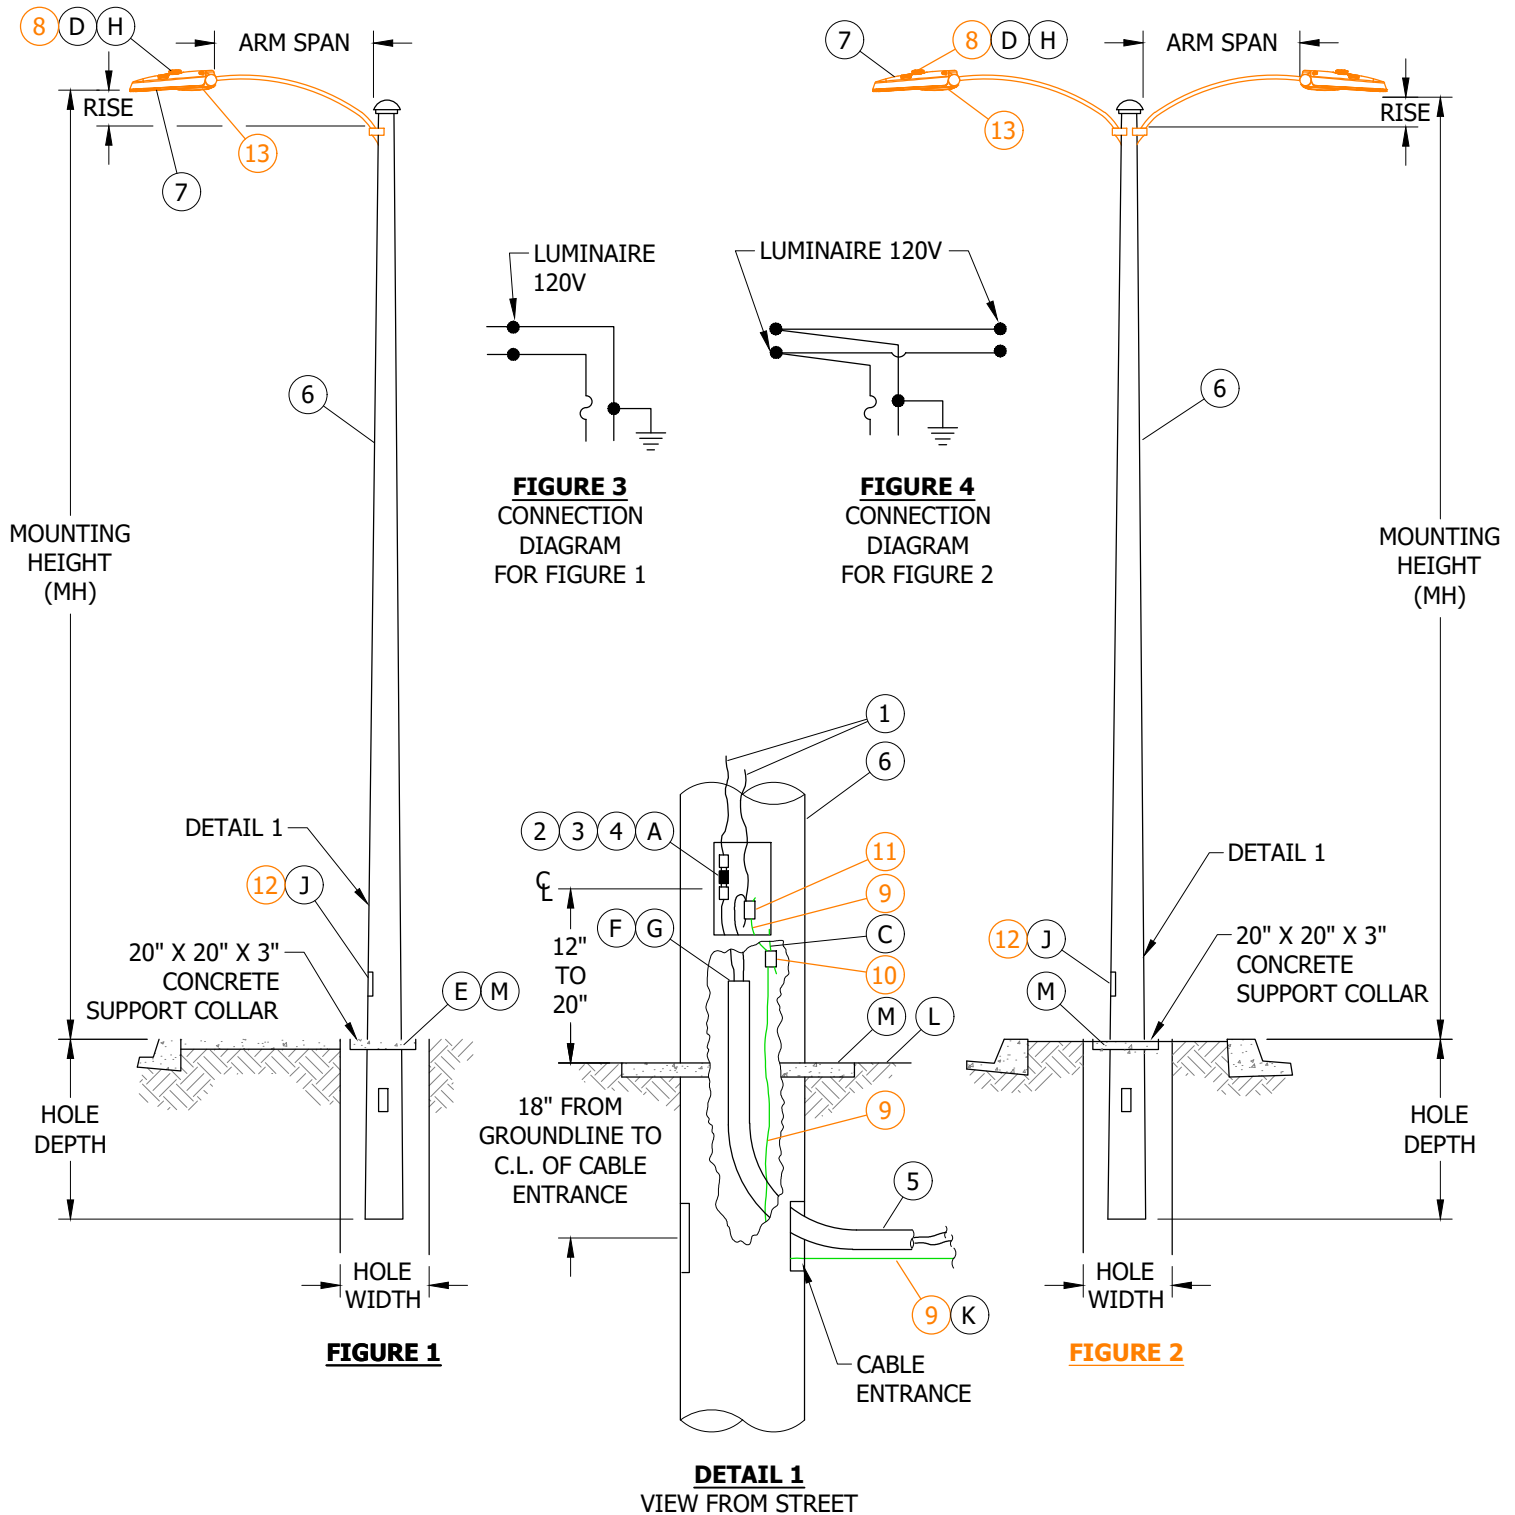 8 D H
ARM SPAN
RISE
13
7
6
MOUNTING
HEIGHT
(MH)
DETAIL 1
12 J
20" X 20" X 3"
CONCRETE
SUPPORT COLLAR
E M
HOLE
DEPTH
HOLE
WIDTH
FIGURE 1
LUMINAIRE
120V
FIGURE 3
CONNECTION
DIAGRAM
FOR FIGURE 1
LUMINAIRE 120V
FIGURE 4
CONNECTION
DIAGRAM
FOR FIGURE 2
1
6
2 3 4 A
11
9
C
10
CL
F G
12"
TO
20"
M L
18" FROM
GROUNDLINE TO
C.L. OF CABLE
ENTRANCE
9
5
9 K
CABLE
ENTRANCE
DETAIL 1
VIEW FROM STREET
7
8 D H
ARM SPAN
RISE
13
6
MOUNTING
HEIGHT
(MH)
DETAIL 1
12 J
20" X 20" X 3"
CONCRETE
SUPPORT COLLAR
M
HOLE
DEPTH
HOLE
WIDTH
FIGURE 2